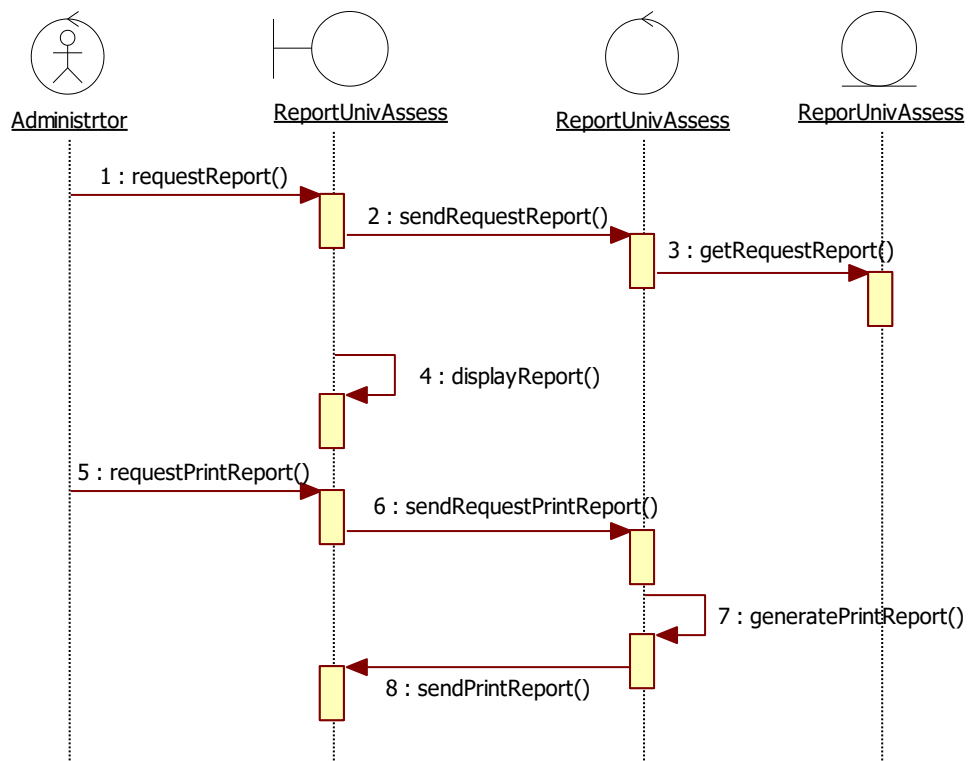 Administrtor
ReportUnivAssess
ReportUnivAssess
ReporUnivAssess
1 : requestReport()
2 : sendRequestReport()
3 : getRequestReport()
4 : displayReport()
5 : requestPrintReport()
6 : sendRequestPrintReport()
7 : generatePrintReport()
8 : sendPrintReport()